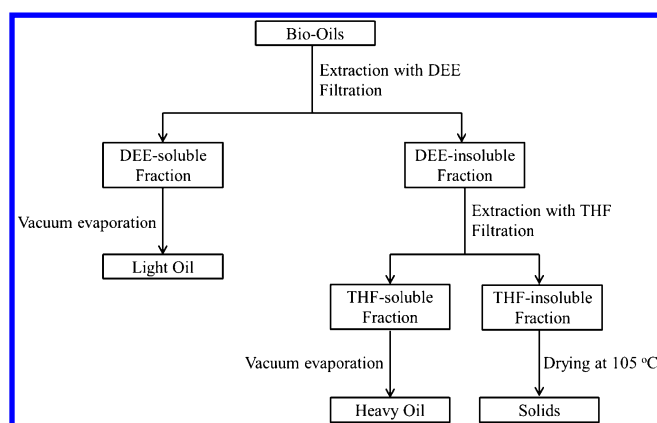 Bio-Oils
Extraction with DEE
Filtration
DEE-soluble
Fraction
DEE-insoluble
Fraction
Vacuum evaporation
Extraction with THF
Filtration
Light Oil
THF-soluble
Fraction
THF-insoluble
Fraction
Vacuum evaporation
Drying at 105 °C
Heavy Oil
Solids